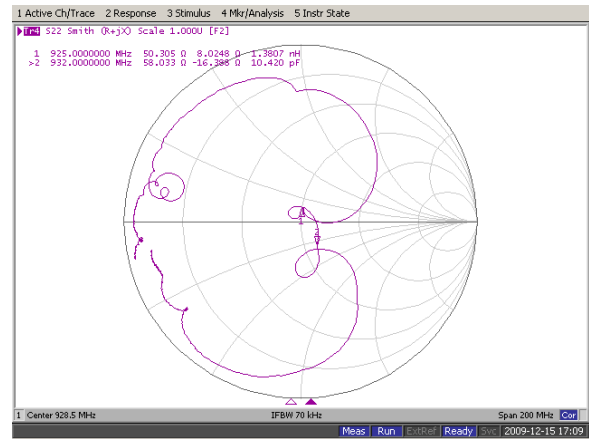 1 Active Ch/Trace 2 Response 3 Stimulus 4 Mkr/Analysis 5 Instr State
Tr4 S22 Smith (R+jX) Scale 1.000U [F2]
1 925.0000000 MHz 50.305 Ω 8.0248 Ω 1.3807 nH
>2 932.0000000 MHz 58.033 Ω -16.388 Ω 10.420 pF
1
2
1 Center 928.5 MHz IFBW 70 kHz Span 200 MHz Cor
Meas Run ExtRef Ready Svc 2009-12-15 17:09